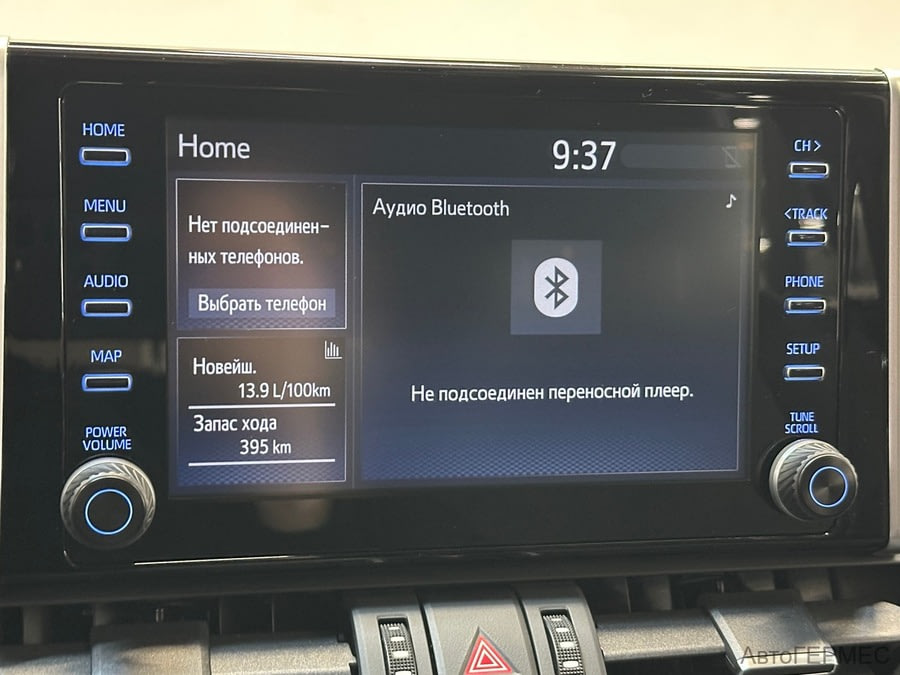 HOME
MENU
AUDIO
MAP
POWER
VOLUME
Home
9:37
Нет подсоединен-
ных телефонов.
Выбрать телефон
Новейш.
13.9 L/100km
Запас хода
395 km
Аудио Bluetooth
Не подсоединен переносной плеер.
CH >
< TRACK
PHONE
SETUP
TUNE
SCROLL
АвтоГЕРМЕС